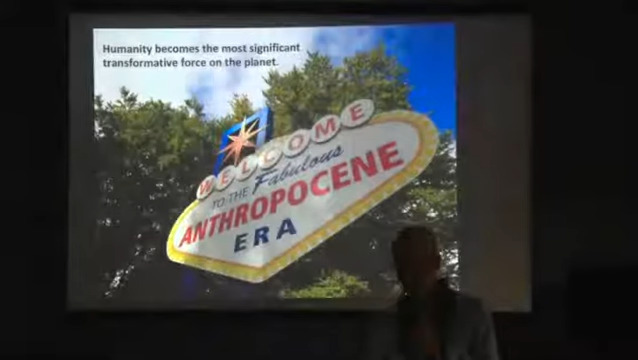 Humanity becomes the most significant
transformative force on the planet.
WELCOME
TO THE Fabulous
ANTHROPOCENE
ERA